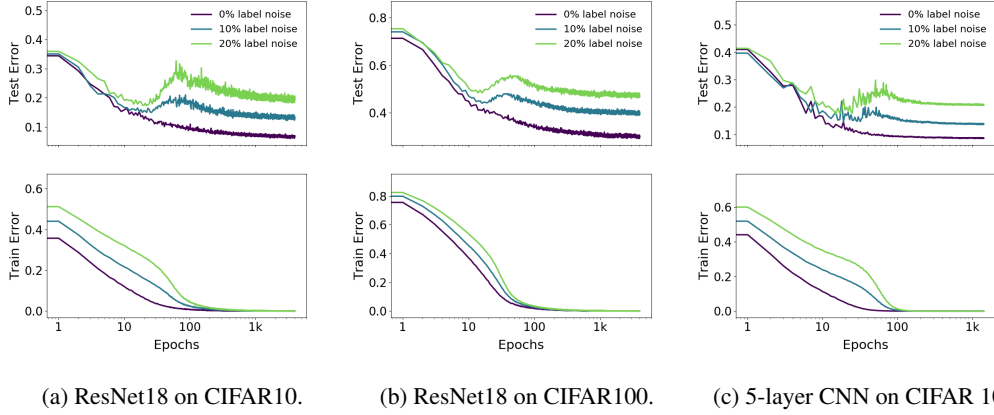 0.5
0.4
0.3
0.2
0.1
Test Error
0% label noise
10% label noise
20% label noise
0.8
0.6
0.4
Test Error
0% label noise
10% label noise
20% label noise
0.5
0.4
0.3
0.2
0.1
Test Error
0% label noise
10% label noise
20% label noise
0.6
0.4
0.2
0.0
Train Error
1 10 100 1k
Epochs
0.8
0.6
0.4
0.2
0.0
Train Error
1 10 100 1k
Epochs
0.6
0.4
0.2
0.0
Train Error
1 10 100 1k
Epochs
(a) ResNet18 on CIFAR10.
(b) ResNet18 on CIFAR100.
(c) 5-layer CNN on CIFAR 10